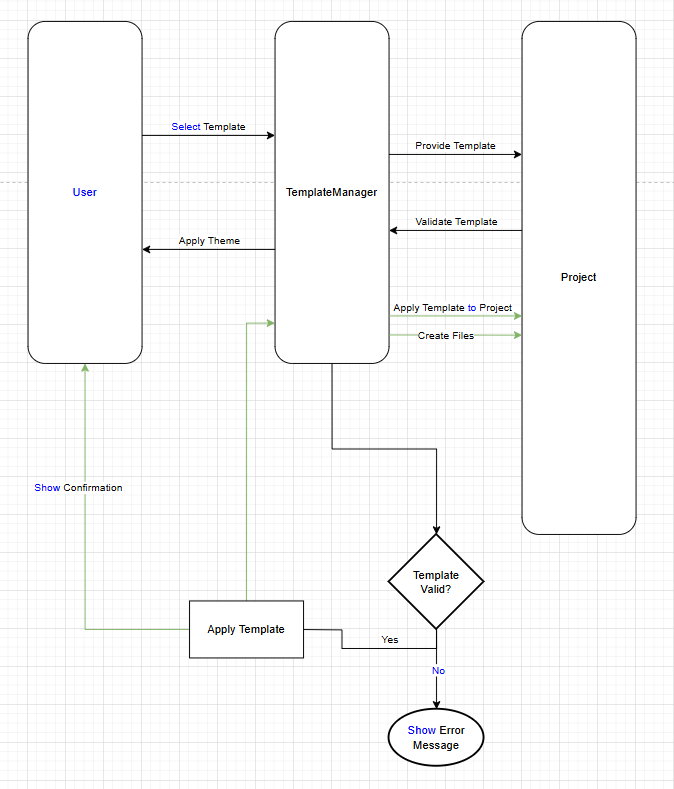 Select Template
Provide Template
User
TemplateManager
Validate Template
Apply Theme
Project
Apply Template to Project
Create Files
Show Confirmation
Template
Valid?
Apply Template
Yes
No
Show Error
Message